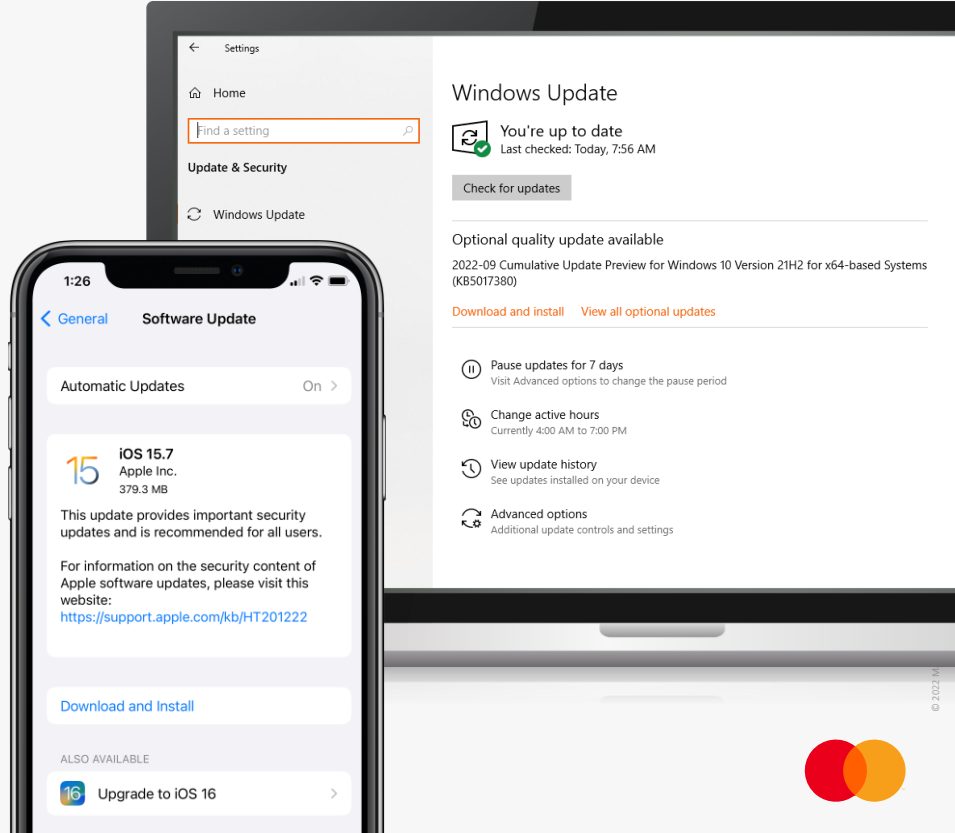 Settings
Home
Find a setting
Update & Security
Windows Update
Windows Update
You're up to date
Last checked: Today, 7:56 AM
Check for updates
Optional quality update available
2022-09 Cumulative Update Preview for Windows 10 Version 21H2 for x64-based Systems
(KB5017380)
Download and install View all optional updates
Pause updates for 7 days
Visit Advanced options to change the pause period
Change active hours
Currently 4:00 AM to 7:00 PM
View update history
See updates installed on your device
Advanced options
Additional update controls and settings
1:26
General Software Update
Automatic Updates On
15
iOS 15.7
Apple Inc.
379.3 MB
This update provides important security
updates and is recommended for all users.
For information on the security content of
Apple software updates, please visit this
website:
https://support.apple.com/kb/HT201222
Download and Install
ALSO AVAILABLE
16 Upgrade to iOS 16
© 2022 M